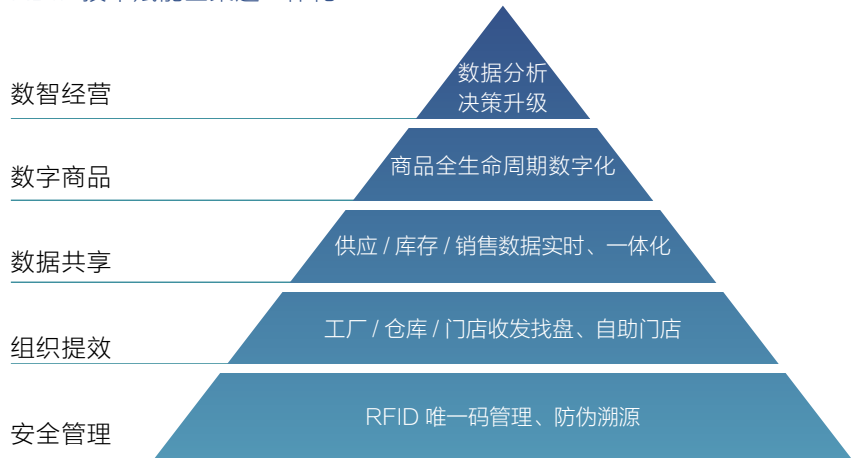 数智经营
数据分析
决策升级
数字商品
商品全生命周期数字化
数据共享
供应 / 库存 / 销售数据实时、一体化
组织提效
工厂 / 仓库 / 门店收发找盘、自助门店
安全管理
RFID 唯一码管理、防伪溯源